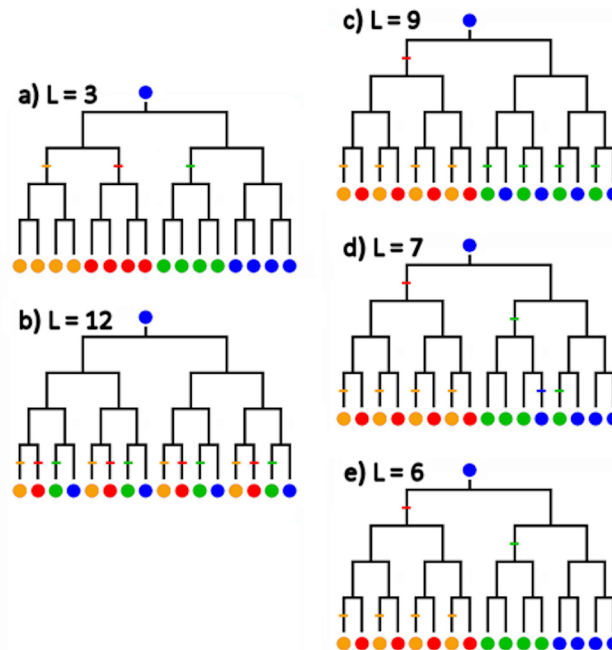 a) L = 3
b) L = 12
c) L = 9
d) L = 7
e) L = 6